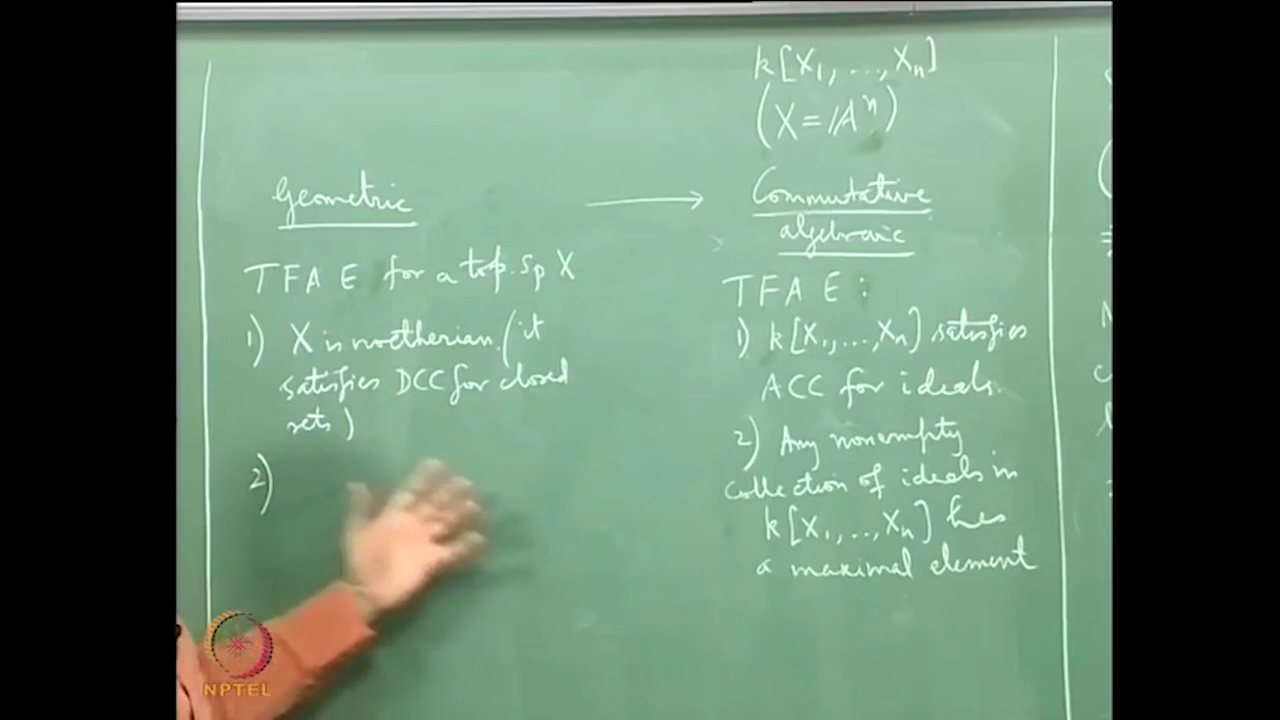 k[X₁, ..., Xₙ]
(X = 𝔸ⁿ)
Geometric
TFAE for a top. sp X
1) X is noetherian. (it
satisfies DCC for closed
sets)
2)
Commutative
algebraic
TFAE :
1) k[X₁, ..., Xₙ] satisfies
ACC for ideals.
2) Any nonempty
collection of ideals in
k[X₁, ..., Xₙ] has
a maximal element
NPTEL